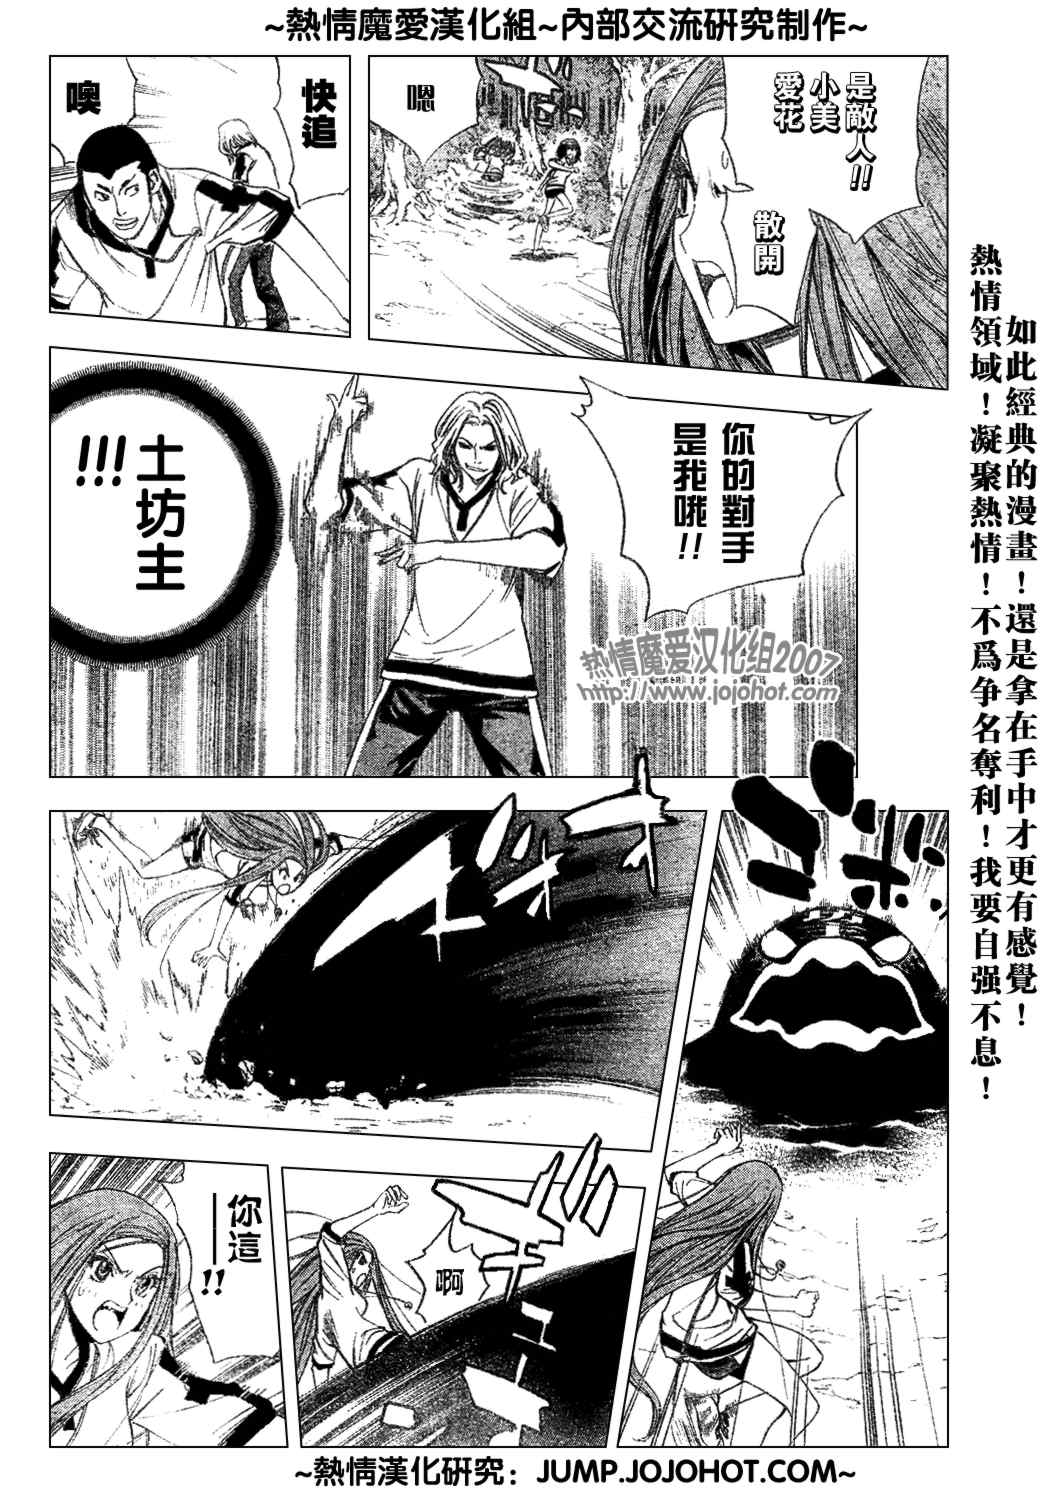 ~熱情魔愛漢化組~內部交流研究制作~
是敵人!!
小美
愛花
散開
嗯
快追
噢
你的對手
是我哦!!
土坊主
!!!
热情魔爱汉化组2007
http://www.jojohot.com
ゴボッ
啊
你這
——!!
如此經典的漫畫！還是拿在手中才更有感覺！
熱情領域！凝聚熱情！不爲争名奪利！我要自强不息！
~熱情漢化研究：JUMP.JOJOHOT.COM~